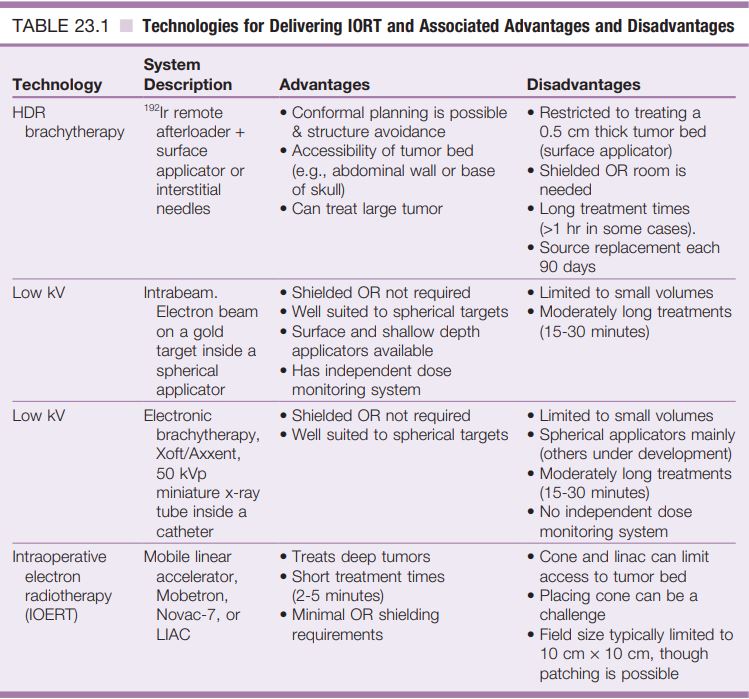 TABLE 23.1 Technologies for Delivering IORT and Associated Advantages and Disadvantages
Technology
System
Description
Advantages
Disadvantages
HDR
brachytherapy
192Ir remote
afterloader +
surface
applicator or
interstitial
needles
• Conformal planning is possible
& structure avoidance
• Accessibility of tumor bed
(e.g., abdominal wall or base
of skull)
• Can treat large tumor
• Restricted to treating a
0.5 cm thick tumor bed
(surface applicator)
• Shielded OR room is
needed
• Long treatment times
(>1 hr in some cases).
• Source replacement each
90 days
Low kV
Intrabeam.
Electron beam
on a gold
target inside a
spherical
applicator
• Shielded OR not required
• Well suited to spherical targets
• Surface and shallow depth
applicators available
• Has independent dose
monitoring system
• Limited to small volumes
• Moderately long treatments
(15-30 minutes)
Low kV
Electronic
brachytherapy,
Xoft/Axxent,
50 kVp
miniature x-ray
tube inside a
catheter
• Shielded OR not required
• Well suited to spherical targets
• Limited to small volumes
• Spherical applicators mainly
(others under development)
• Moderately long treatments
(15-30 minutes)
• No independent dose
monitoring system
Intraoperative
electron
radiotherapy
(IOERT)
Mobile linear
accelerator,
Mobetron,
Novac-7, or
LIAC
• Treats deep tumors
• Short treatment times
(2-5 minutes)
• Minimal OR shielding
requirements
• Cone and linac can limit
access to tumor bed
• Placing cone can be a
challenge
• Field size typically limited to
10 cm × 10 cm, though
patching is possible